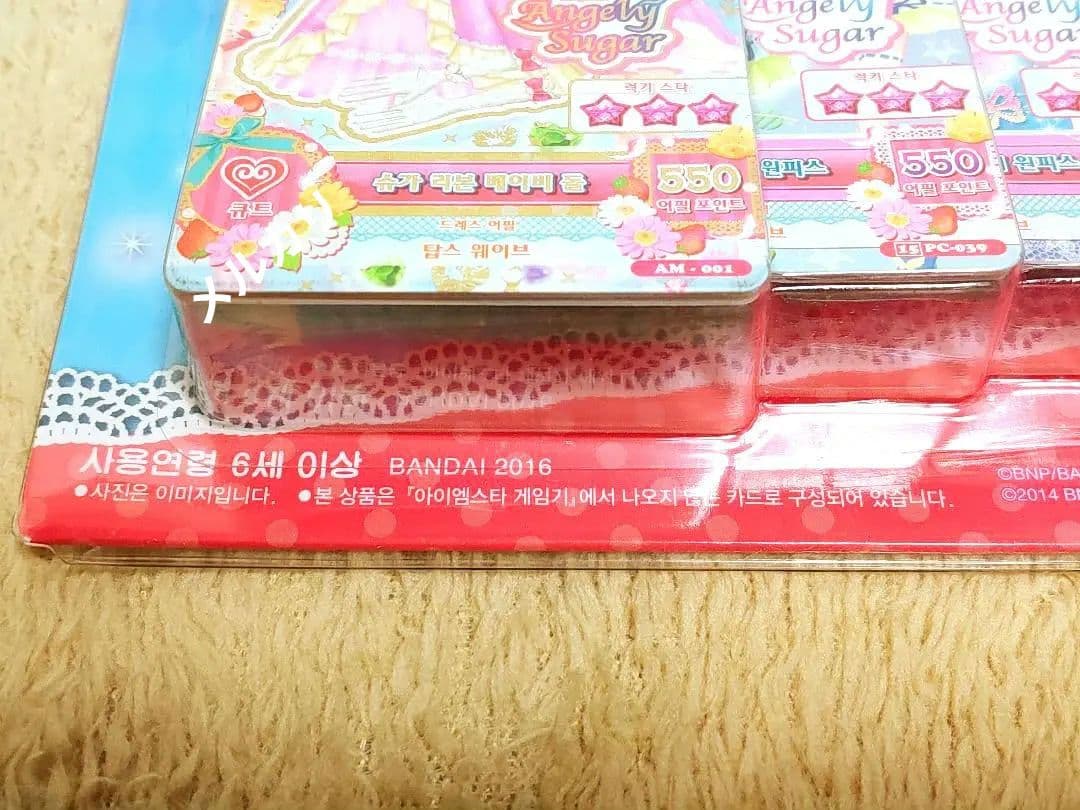 Angely
Sugar
럭키 스타
큐트
슈가 리본 베이비 돌
550
어필 포인트
드레스 어필
탑스 웨이브
AM - 001
Angely
Sugar
럭키 스타
원피스
550
어필 포인트
15 PC-039
Angely
Sugar
원피스
メル
사용연령 6세 이상 BANDAI 2016
●사진은 이미지입니다. ●본 상품은 『아이엠스타 게임기』에서 나오지 않는 카드로 구성되어 있습니다.
©BNP/BA
©2014 B